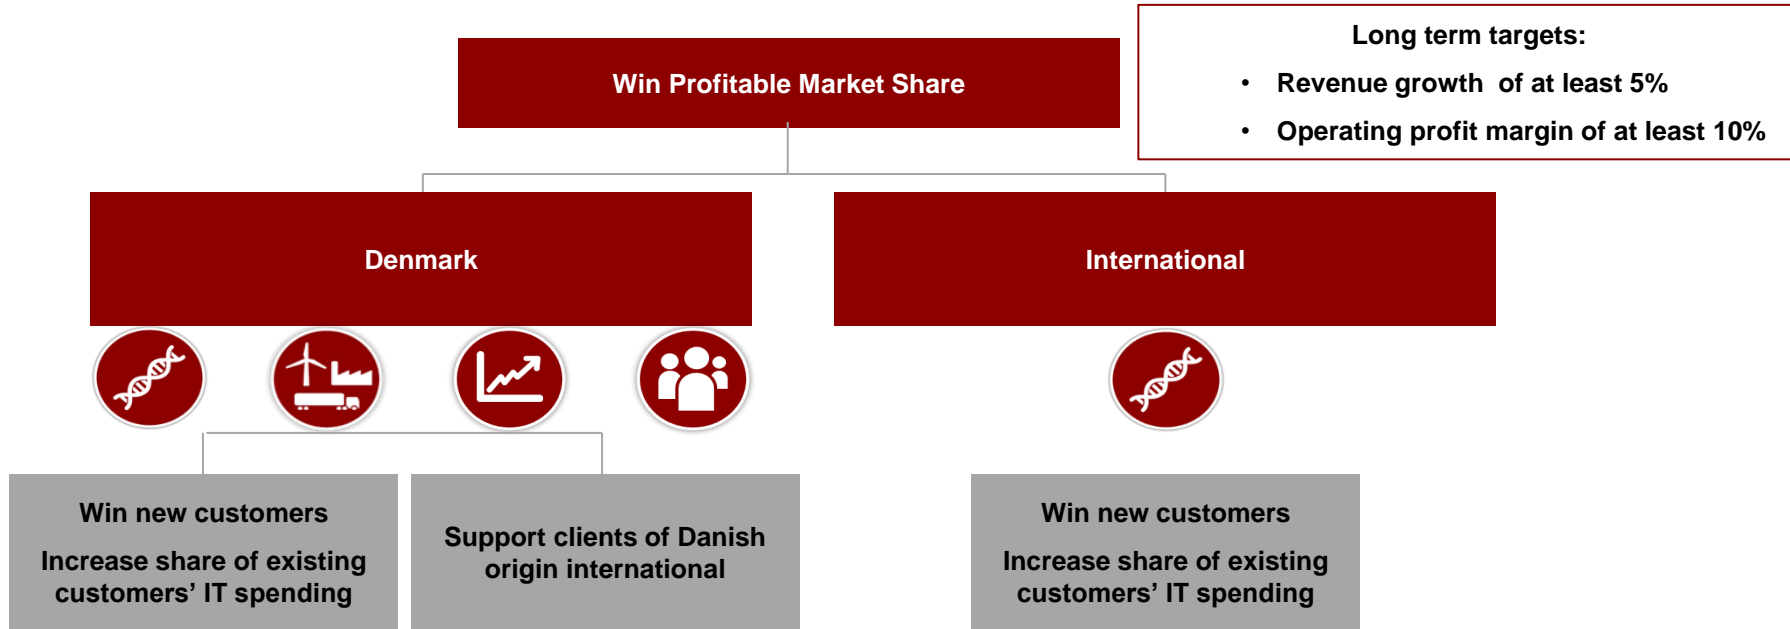 Long term targets:
• Revenue growth of at least 5%
• Operating profit margin of at least 10%
Win Profitable Market Share
Denmark
International
Win new customers
Increase share of existing
customers’ IT spending
Support clients of Danish
origin international
Win new customers
Increase share of existing
customers’ IT spending